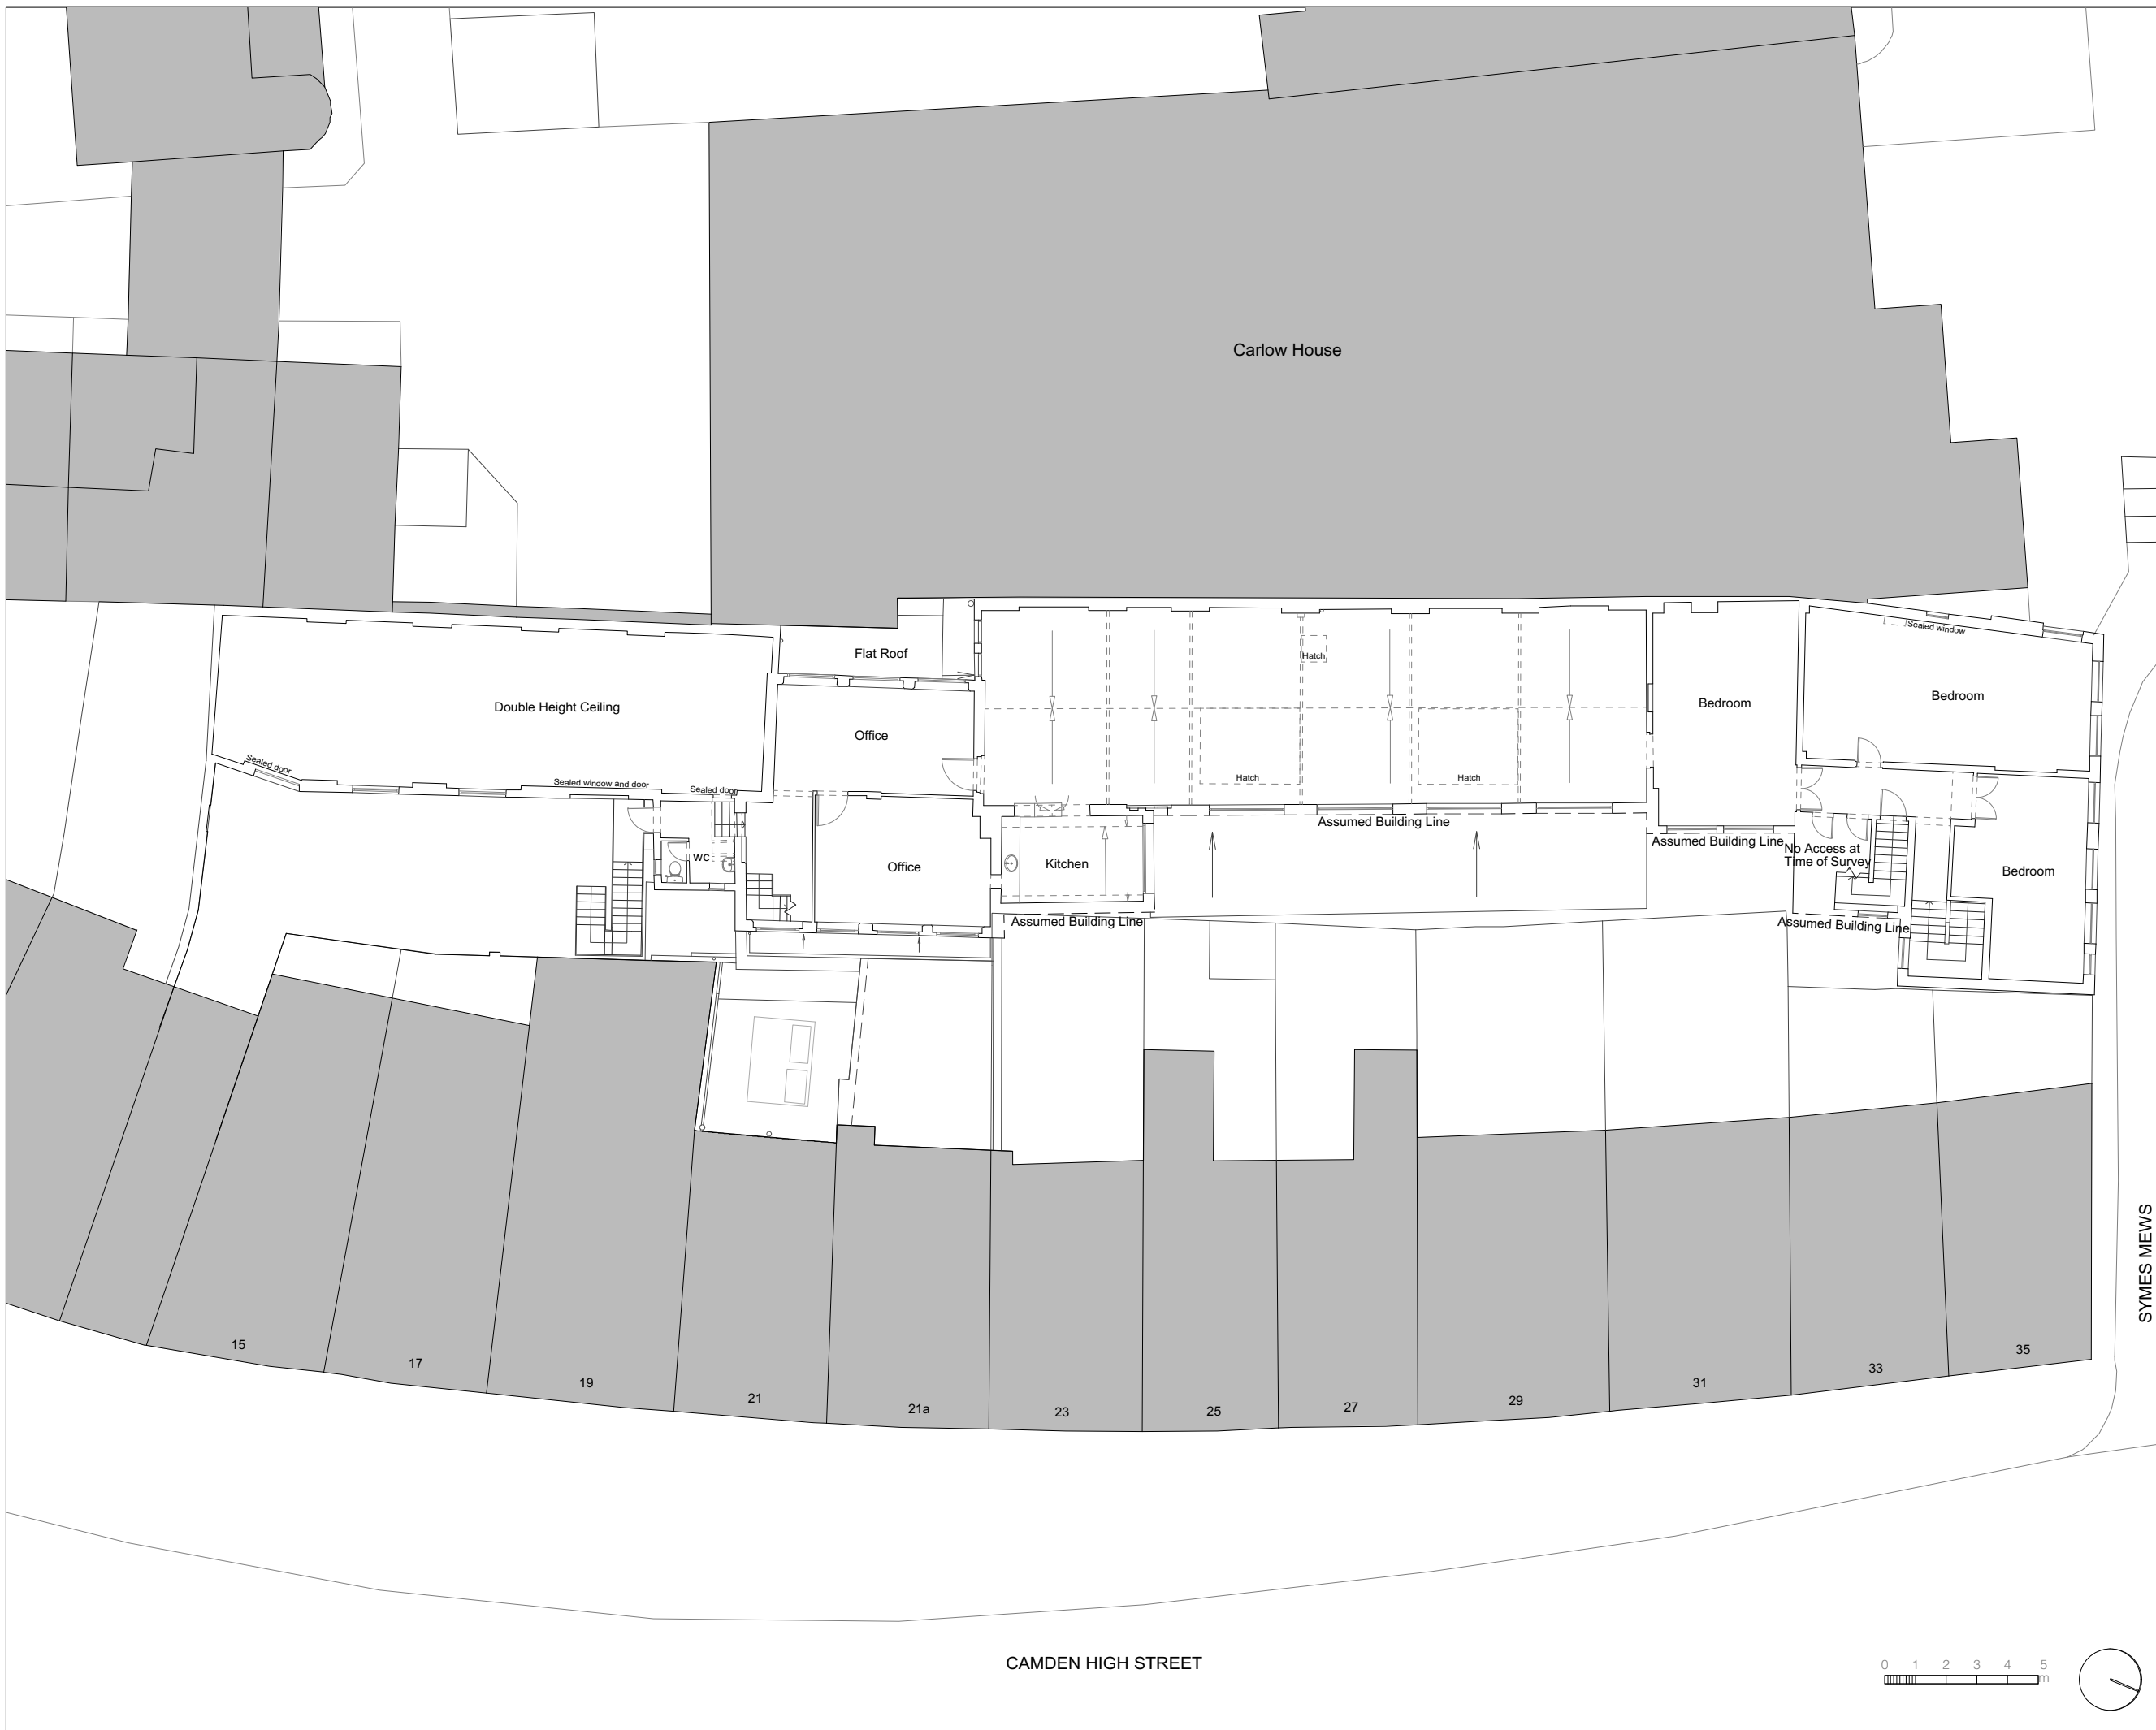 Carlow House
Sealed window
Flat Roof
Hatch
Bedroom
Bedroom
Double Height Ceiling
Office
Sealed door
Sealed window and door
Sealed door
Hatch
Hatch
Assumed Building Line
Assumed Building Line
No Access at
Time of Survey
WC
Office
Kitchen
Bedroom
Assumed Building Line
Assumed Building Line
SYMES MEWS
15
17
19
21
21a
23
25
27
29
31
33
35
CAMDEN HIGH STREET
0 1 2 3 4 5
m